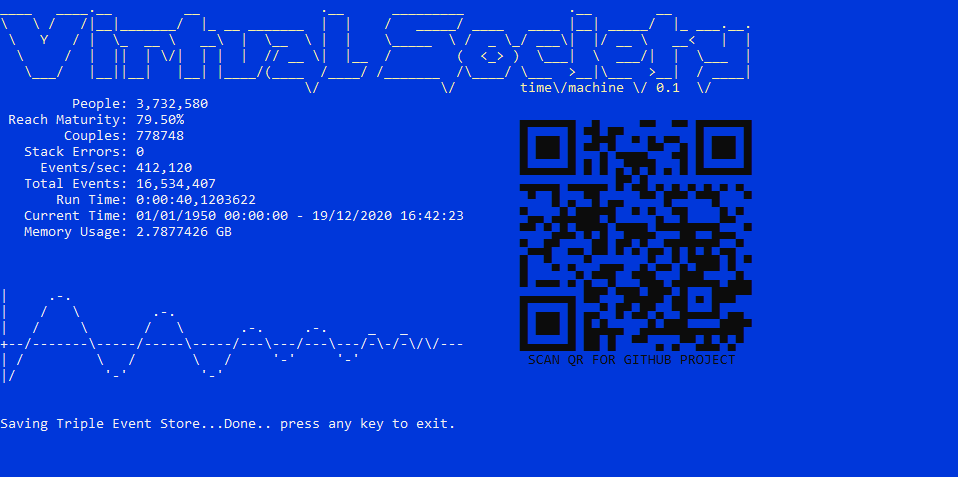 Virtual Society
time machine 0.1
People: 3,732,580
Reach Maturity: 79.50%
Couples: 778748
Stack Errors: 0
Events/sec: 412,120
Total Events: 16,534,407
Run Time: 0:00:40,1203622
Current Time: 01/01/1950 00:00:00 - 19/12/2020 16:42:23
Memory Usage: 2.7877426 GB
SCAN QR FOR GITHUB PROJECT
Saving Triple Event Store...Done.. press any key to exit.